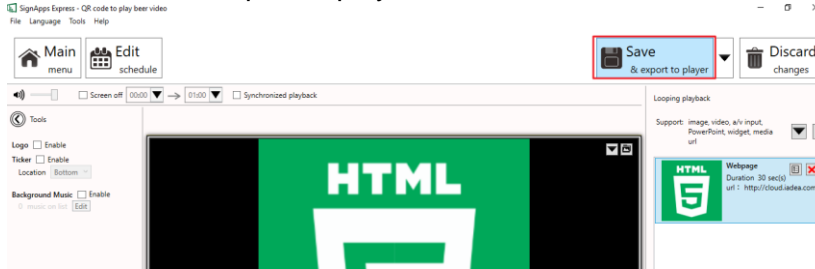 SignApps Express - QR code to play beer video
File Language Tools Help
Main
menu
Edit
schedule
Save
& export to player
Discard
changes
Screen off 00:00 → 01:00 Synchronized playback
Looping playback
Tools
Support: image, video, a/v input,
PowerPoint, widget, media
url
Logo Enable
Ticker Enable
Location Bottom
Background Music Enable
0 music on list Edit
HTML
5
Webpage
Duration 30 sec(s)
url : http://cloud.iadea.com